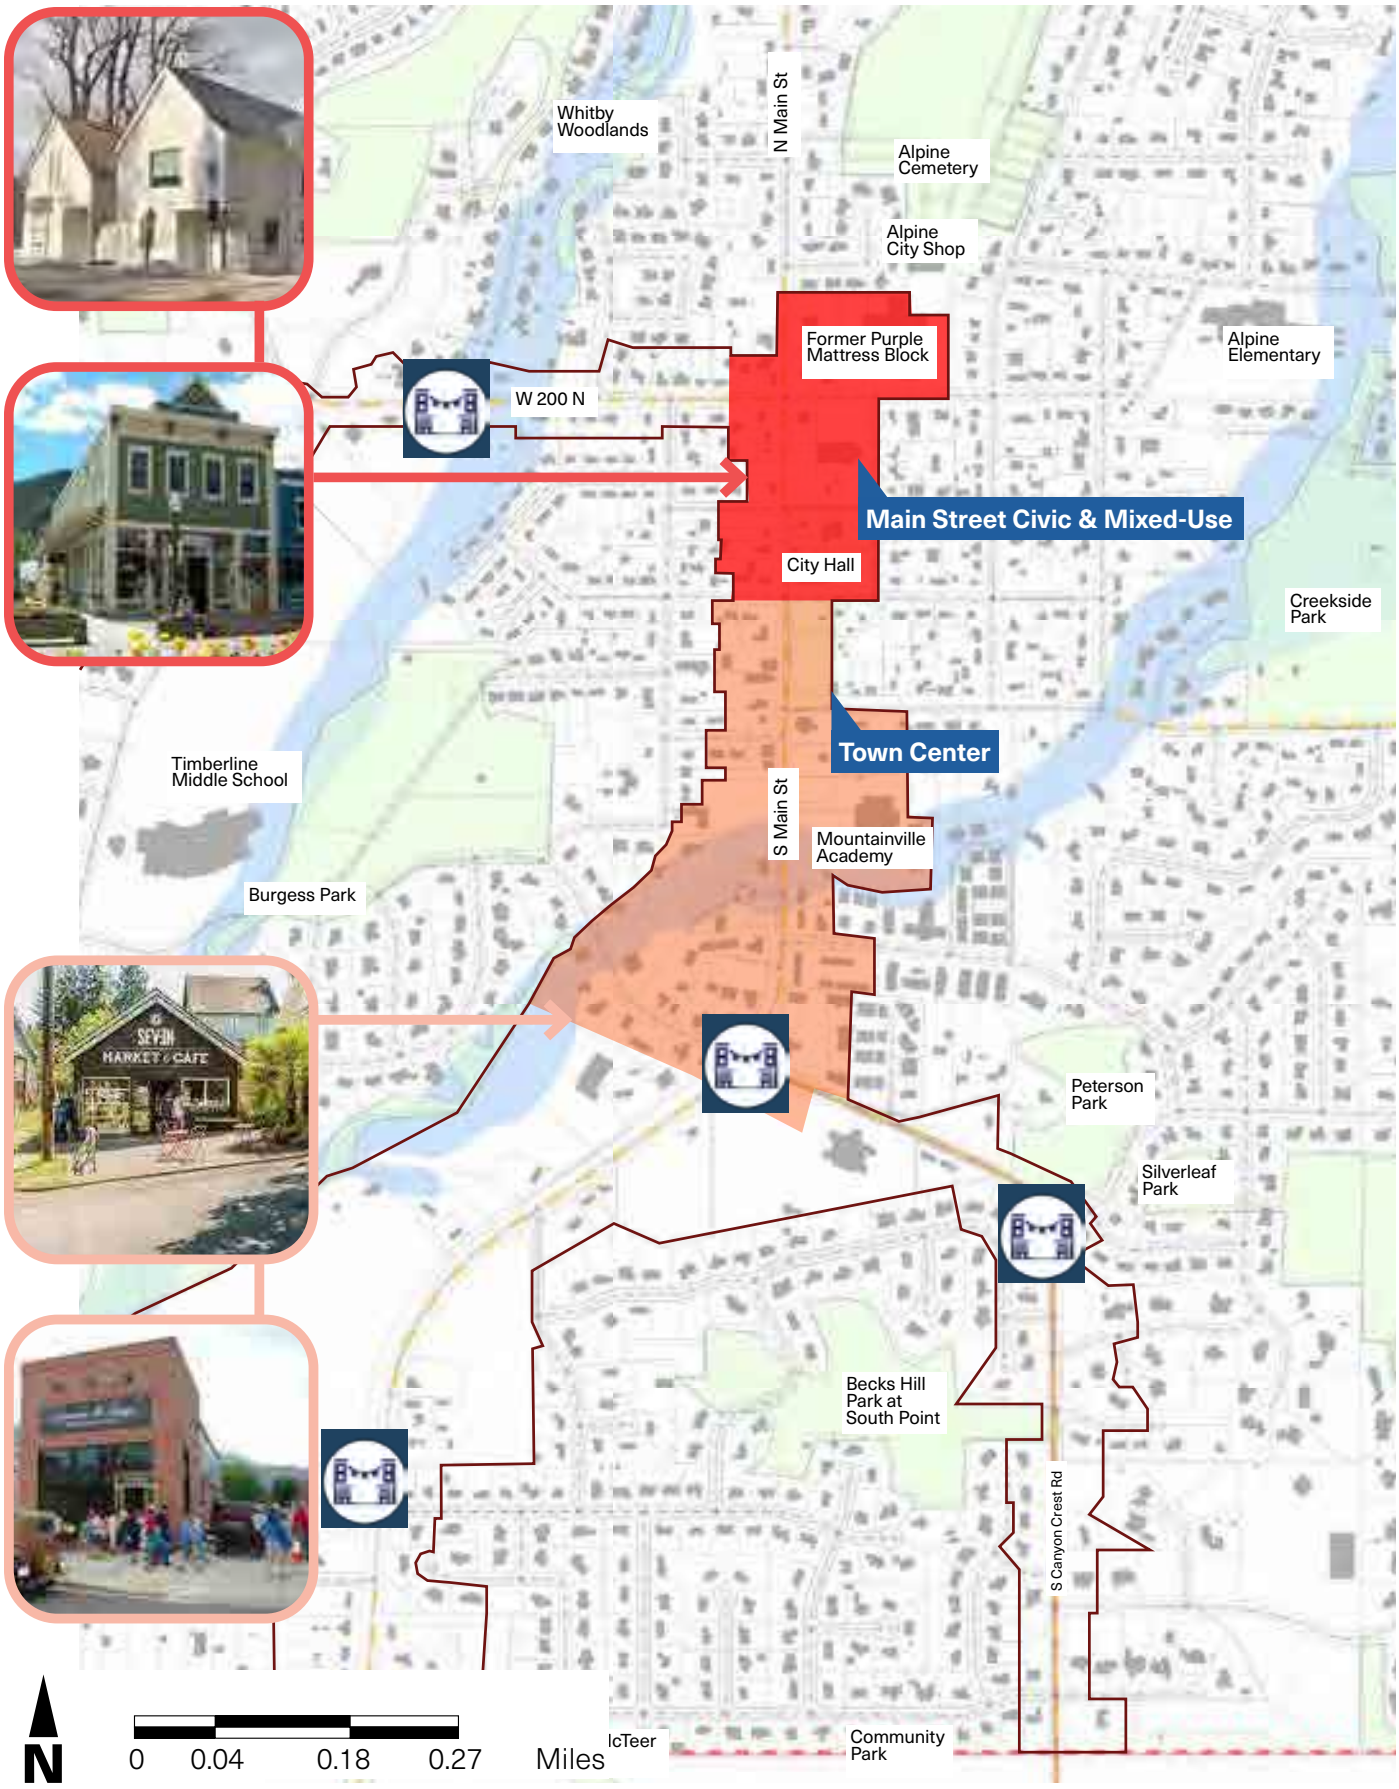 Whitby
Woodlands
N Main St
Alpine
Cemetery
Alpine
City Shop
Former Purple
Mattress Block
Alpine
Elementary
W 200 N
Main Street Civic & Mixed-Use
City Hall
Creekside
Park
Town Center
Timberline
Middle School
S Main St
Mountainville
Academy
Burgess Park
SEVEN
MARKET & CAFE
Peterson
Park
Silverleaf
Park
Becks Hill
Park at
South Point
S Canyon Crest Rd
N
0 0.04 0.18 0.27 Miles
cTeer
Community
Park